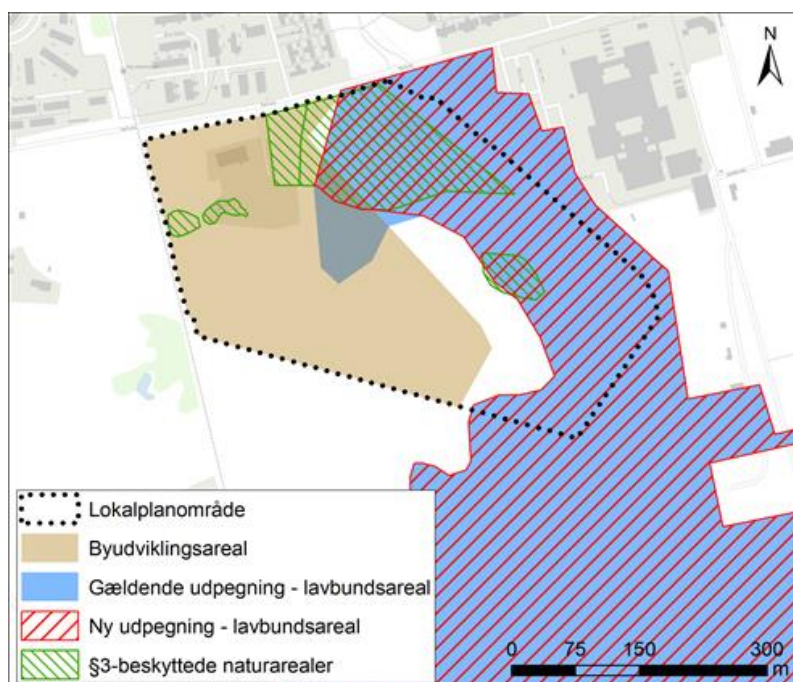 N
Lokalplanområde
Byudviklingsareal
Gældende udpegning - lavbundsareal
Ny udpegning - lavbundsareal
§3-beskyttede naturarealer
0 75 150 300
m